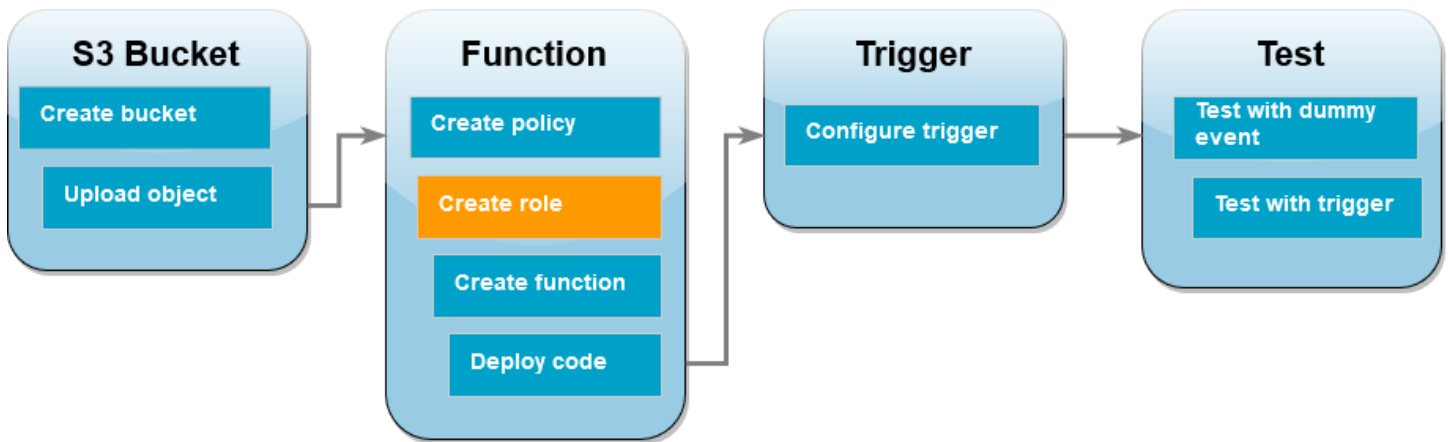 S3 Bucket
Create bucket
Upload object
Function
Create policy
Create role
Create function
Deploy code
Trigger
Configure trigger
Test
Test with dummy
event
Test with trigger